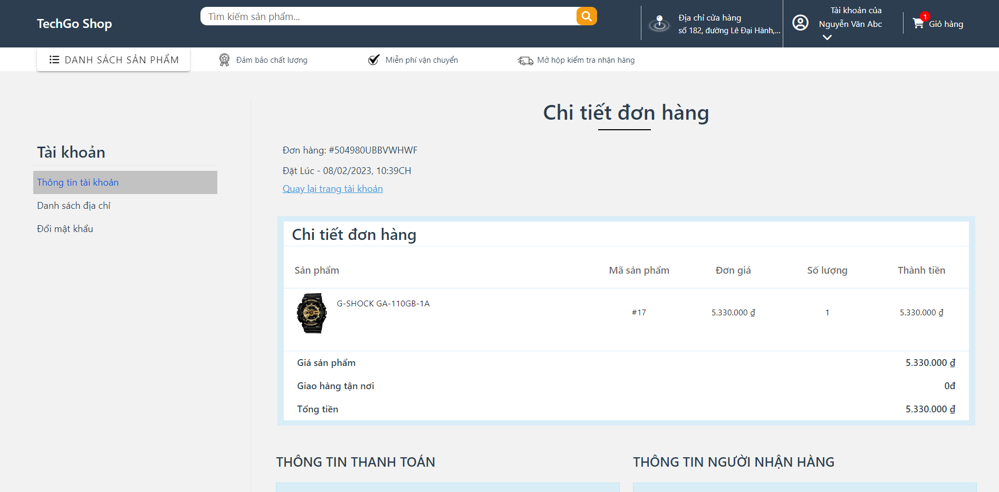 TechGo Shop
Tìm kiếm sản phẩm...
Địa chỉ cửa hàng
số 182, đường Lê Đại Hành,...
Tài khoản của
Nguyễn Văn Abc
1
Giỏ hàng
DANH SÁCH SẢN PHẨM
Đảm bảo chất lượng
Miễn phí vận chuyển
Mở hộp kiểm tra nhận hàng
Tài khoản
Thông tin tài khoản
Danh sách địa chỉ
Đổi mật khẩu
Chi tiết đơn hàng
Đơn hàng: #504980UBBVWHWF
Đặt Lúc - 08/02/2023, 10:39CH
Quay lại trang tài khoản
Chi tiết đơn hàng
Sản phẩm Mã sản phẩm Đơn giá Số lượng Thành tiền
G-SHOCK GA-110GB-1A #17 5.330.000 ₫ 1 5.330.000 ₫
Giá sản phẩm 5.330.000 ₫
Giao hàng tận nơi 0đ
Tổng tiền 5.330.000 ₫
THÔNG TIN THANH TOÁN
THÔNG TIN NGƯỜI NHẬN HÀNG